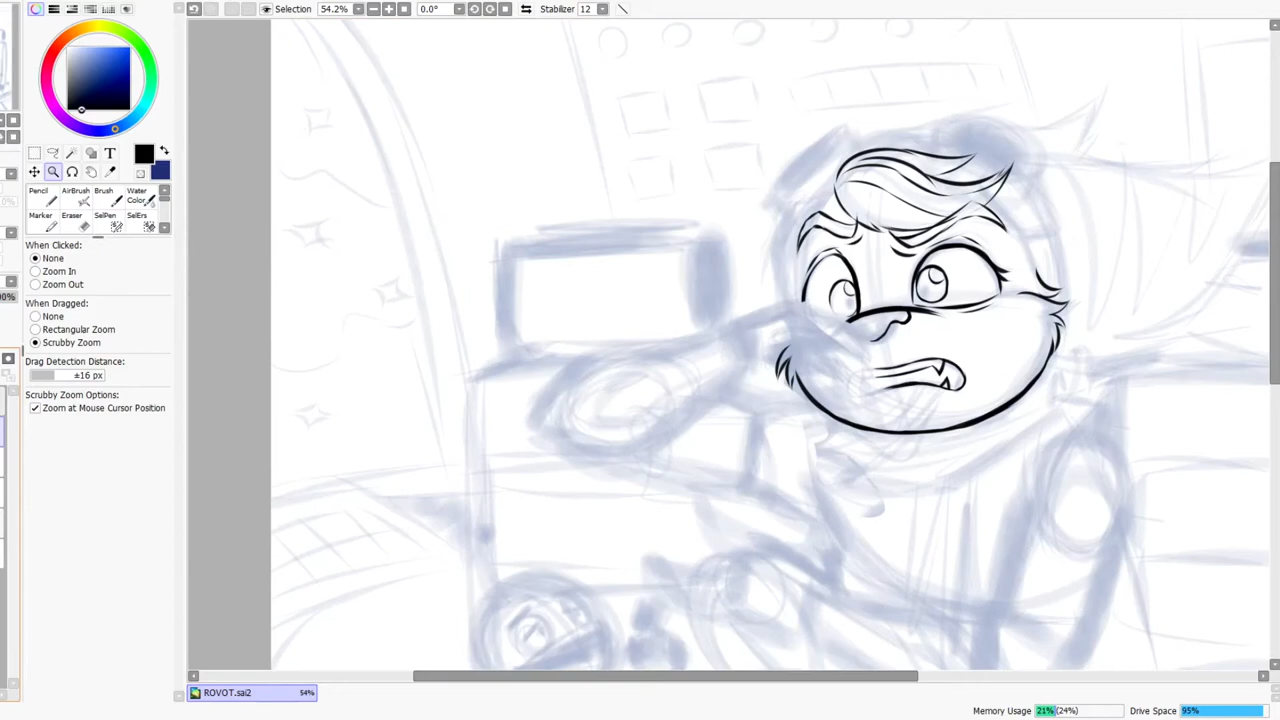 Selection 54.2% 0.0° Stabilizer 12
T
Pencil AirBrush Brush Water Color
Marker Eraser SelPen SelErs
When Clicked:
None
Zoom In
Zoom Out
When Dragged:
None
Rectangular Zoom
Scrubby Zoom
Drag Detection Distance:
±16 px
Scrubby Zoom Options:
Zoom at Mouse Cursor Position
ROVOT.sai2 54%
Memory Usage 21% (24%) Drive Space 95%